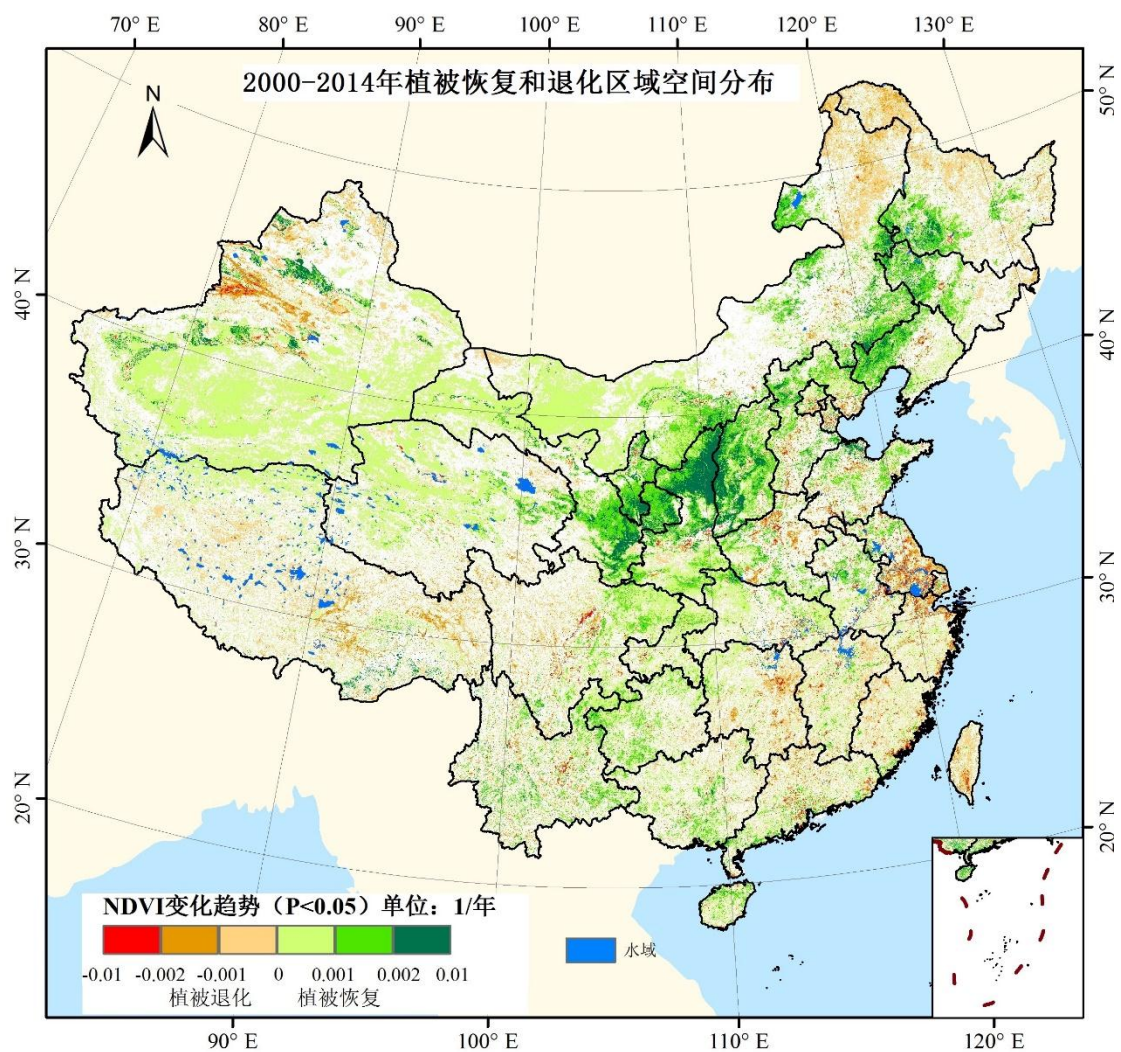 70° E 80° E 90° E 100° E 110° E 120° E 130° E
2000-2014年植被恢复和退化区域空间分布
N
50° N
40° N
40° N
30° N
30° N
20° N
20° N
NDVI变化趋势（P<0.05）单位：1/年
-0.01 -0.002 -0.001 0 0.001 0.002 0.01
植被退化 植被恢复
水域
90° E 100° E 110° E 120° E